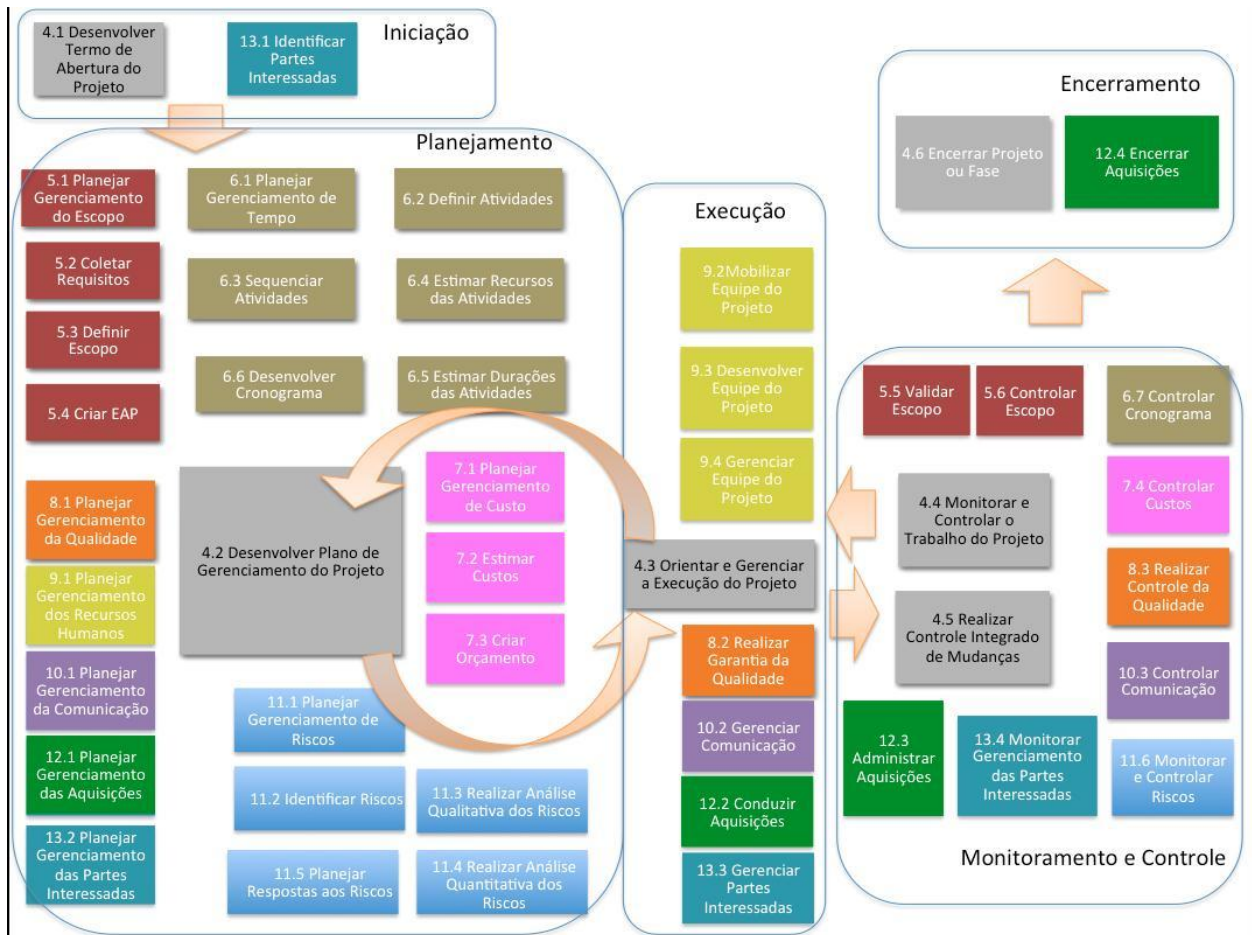 Iniciação
4.1 Desenvolver
Termo de
Abertura do
Projeto
13.1 Identificar
Partes
Interessadas
Planejamento
5.1 Planejar
Gerenciamento
do Escopo
6.1 Planejar
Gerenciamento de
Tempo
6.2 Definir Atividades
5.2 Coletar
Requisitos
6.3 Sequenciar
Atividades
6.4 Estimar Recursos
das Atividades
5.3 Definir
Escopo
6.6 Desenvolver
Cronograma
6.5 Estimar Durações
das Atividades
5.4 Criar EAP
8.1 Planejar
Gerenciamento
da Qualidade
9.1 Planejar
Gerenciamento
dos Recursos
Humanos
10.1 Planejar
Gerenciamento
da Comunicação
12.1 Planejar
Gerenciamento
das Aquisições
13.2 Planejar
Gerenciamento
das Partes
Interessadas
4.2 Desenvolver Plano de
Gerenciamento do Projeto
7.1 Planejar
Gerenciamento
de Custo
7.2 Estimar
Custos
7.3 Criar
Orçamento
11.1 Planejar
Gerenciamento de
Riscos
11.2 Identificar Riscos
11.3 Realizar Análise
Qualitativa dos Riscos
11.5 Planejar
Respostas aos Riscos
11.4 Realizar Análise
Quantitativa dos
Riscos
Execução
9.2Mobilizar
Equipe do
Projeto
9.3 Desenvolver
Equipe do
Projeto
9.4 Gerenciar
Equipe do
Projeto
4.3 Orientar e Gerenciar
a Execução do Projeto
8.2 Realizar
Garantia da
Qualidade
10.2 Gerenciar
Comunicação
12.2 Conduzir
Aquisições
13.3 Gerenciar
Partes
Interessadas
Encerramento
4.6 Encerrar Projeto
ou Fase
12.4 Encerrar
Aquisições
5.5 Validar
Escopo
5.6 Controlar
Escopo
6.7 Controlar
Cronograma
4.4 Monitorar e
Controlar o
Trabalho do Projeto
7.4 Controlar
Custos
4.5 Realizar
Controle Integrado
de Mudanças
8.3 Realizar
Controle da
Qualidade
10.3 Controlar
Comunicação
12.3
Administrar
Aquisições
13.4 Monitorar
Gerenciamento
das Partes
Interessadas
11.6 Monitorar
e Controlar
Riscos
Monitoramento e Controle